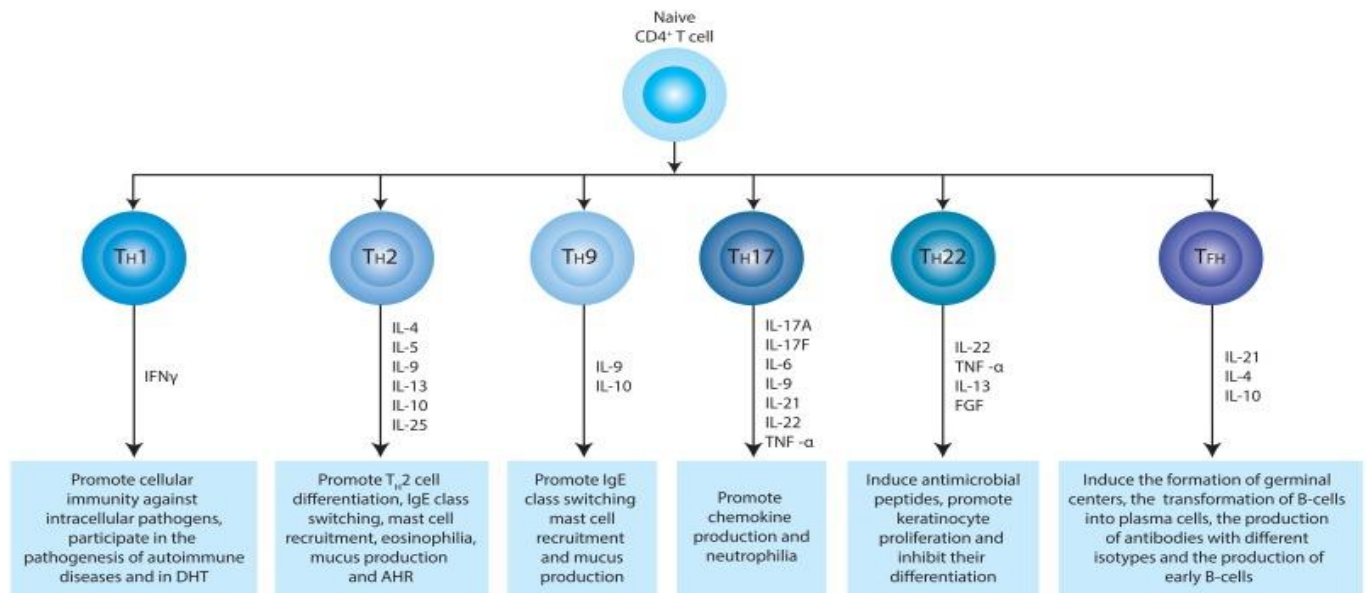 Naive
CD4⁺ T cell
TH1
TH2
TH9
TH17
TH22
TFH
IFNγ
IL-4
IL-5
IL-9
IL-13
IL-10
IL-25
IL-9
IL-10
IL-17A
IL-17F
IL-6
IL-9
IL-21
IL-22
TNF -α
IL-22
TNF -α
IL-13
FGF
IL-21
IL-4
IL-10
Promote cellular
immunity against
intracellular pathogens,
participate in the
pathogenesis of autoimmune
diseases and in DHT
Promote TH2 cell
differentiation, IgE class
switching, mast cell
recruitment, eosinophilia,
mucus production
and AHR
Promote IgE
class switching
mast cell
recruitment
and mucus
production
Promote
chemokine
production and
neutrophilia
Induce antimicrobial
peptides, promote
keratinocyte
proliferation and
inhibit their
differentiation
Induce the formation of germinal
centers, the transformation of B-cells
into plasma cells, the production
of antibodies with different
isotypes and the production of
early B-cells